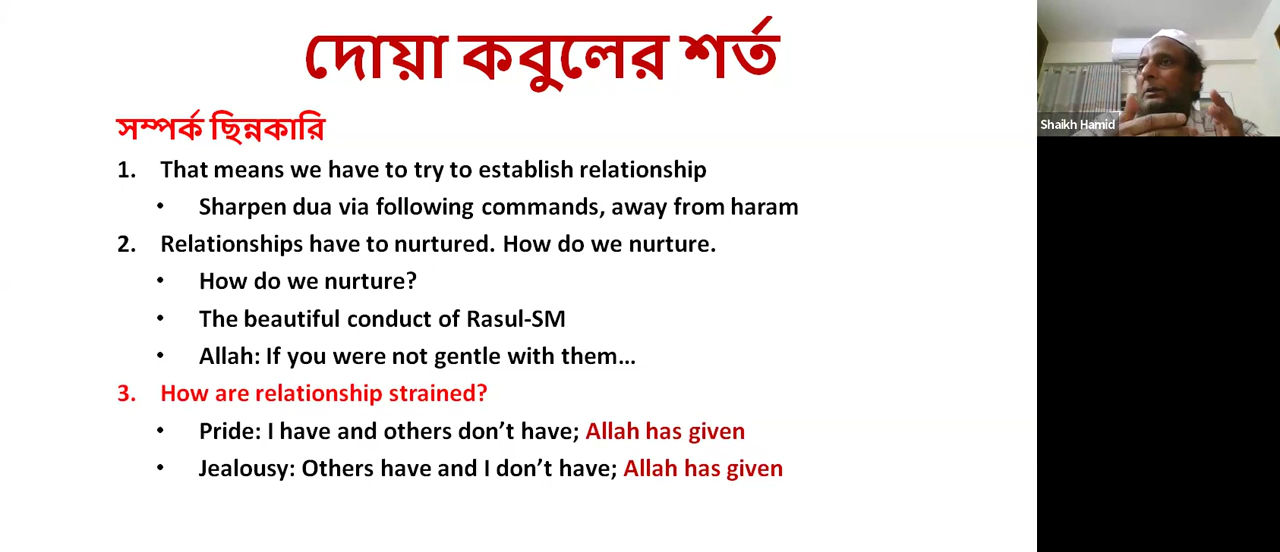 দোয়া কবুলের শর্ত
সম্পর্ক ছিন্নকারি
1. That means we have to try to establish relationship
• Sharpen dua via following commands, away from haram
2. Relationships have to nurtured. How do we nurture.
• How do we nurture?
• The beautiful conduct of Rasul-SM
• Allah: If you were not gentle with them…
3. How are relationship strained?
• Pride: I have and others don’t have; Allah has given
• Jealousy: Others have and I don’t have; Allah has given
Shaikh Hamid